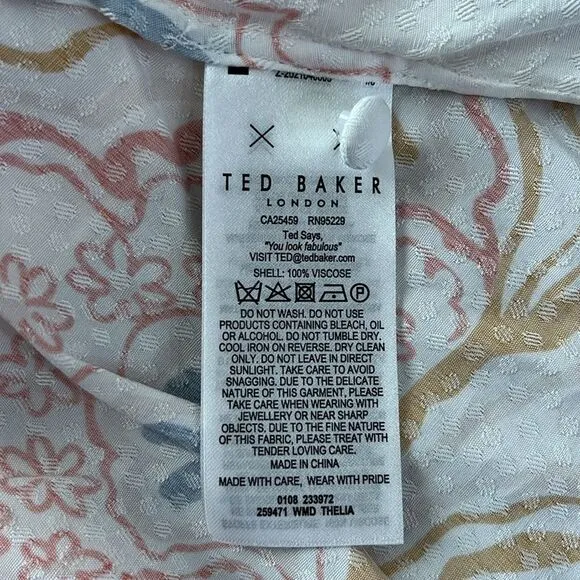 TED BAKER
LONDON
CA25459 RN95229
Ted Says,
"You look fabulous"
VISIT TED@tedbaker.com
SHELL: 100% VISCOSE
DO NOT WASH. DO NOT USE
PRODUCTS CONTAINING BLEACH, OIL
OR ALCOHOL. DO NOT TUMBLE DRY.
COOL IRON ON REVERSE. DRY CLEAN
ONLY. DO NOT LEAVE IN DIRECT
SUNLIGHT. TAKE CARE TO AVOID
SNAGGING. DUE TO THE DELICATE
NATURE OF THIS GARMENT, PLEASE
TAKE CARE WHEN WEARING WITH
JEWELLERY OR NEAR SHARP
OBJECTS. DUE TO THE FINE NATURE
OF THIS FABRIC, PLEASE TREAT WITH
TENDER LOVING CARE.
MADE IN CHINA
MADE WITH CARE, WEAR WITH PRIDE
0108 233972
259471 WMD THELIA